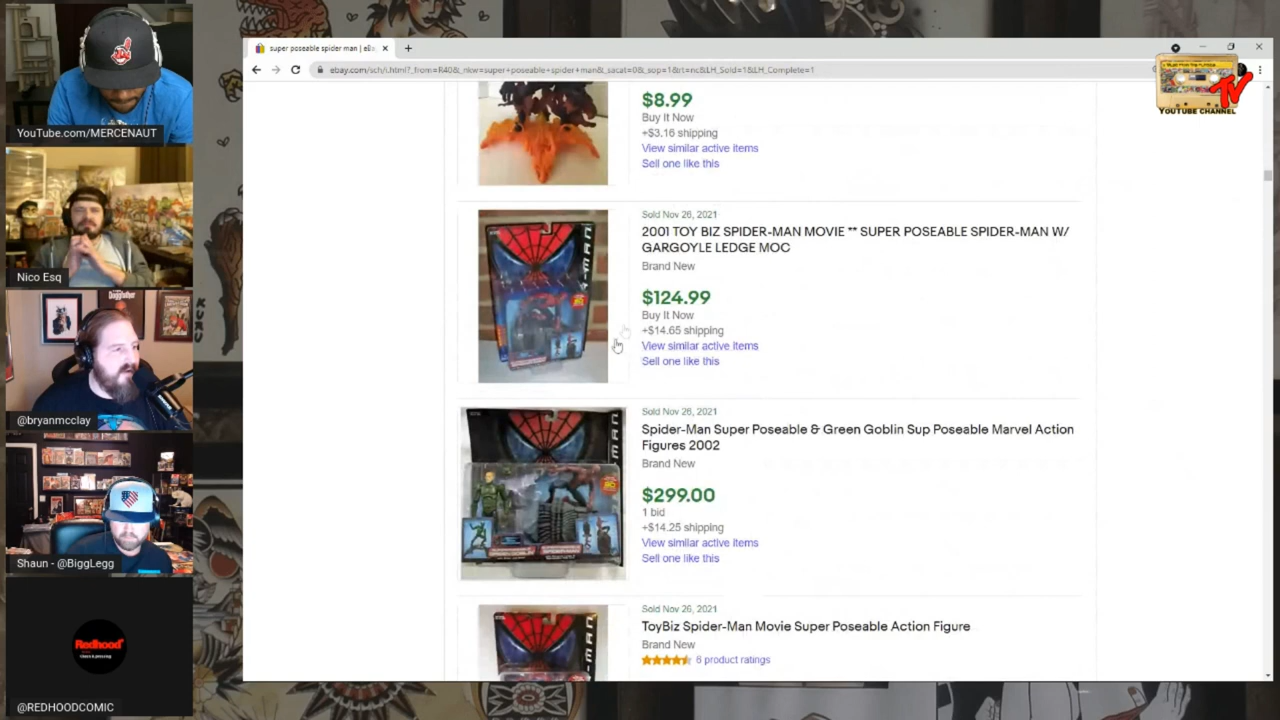 YouTube.com/MERCENAUT
Nico Esq
@bryanmcclay
Shaun - @BiggLegg
Redhood
@REDHOODCOMIC
super poseable spider man | eBa
ebay.com/sch/i.html?_from=R40&_nkw=super+poseable+spider+man&_sacat=0&_sop=1&rt=nc&LH_Sold=1&LH_Complete=1
TV
YOUTUBE CHANNEL
$8.99
Buy It Now
+$3.16 shipping
View similar active items
Sell one like this
Sold Nov 26, 2021
2001 TOY BIZ SPIDER-MAN MOVIE ** SUPER POSEABLE SPIDER-MAN W/
GARGOYLE LEDGE MOC
Brand New
$124.99
Buy It Now
+$14.65 shipping
View similar active items
Sell one like this
Sold Nov 26, 2021
Spider-Man Super Poseable & Green Goblin Sup Poseable Marvel Action
Figures 2002
Brand New
$299.00
1 bid
+$14.25 shipping
View similar active items
Sell one like this
Sold Nov 26, 2021
ToyBiz Spider-Man Movie Super Poseable Action Figure
Brand New
6 product ratings